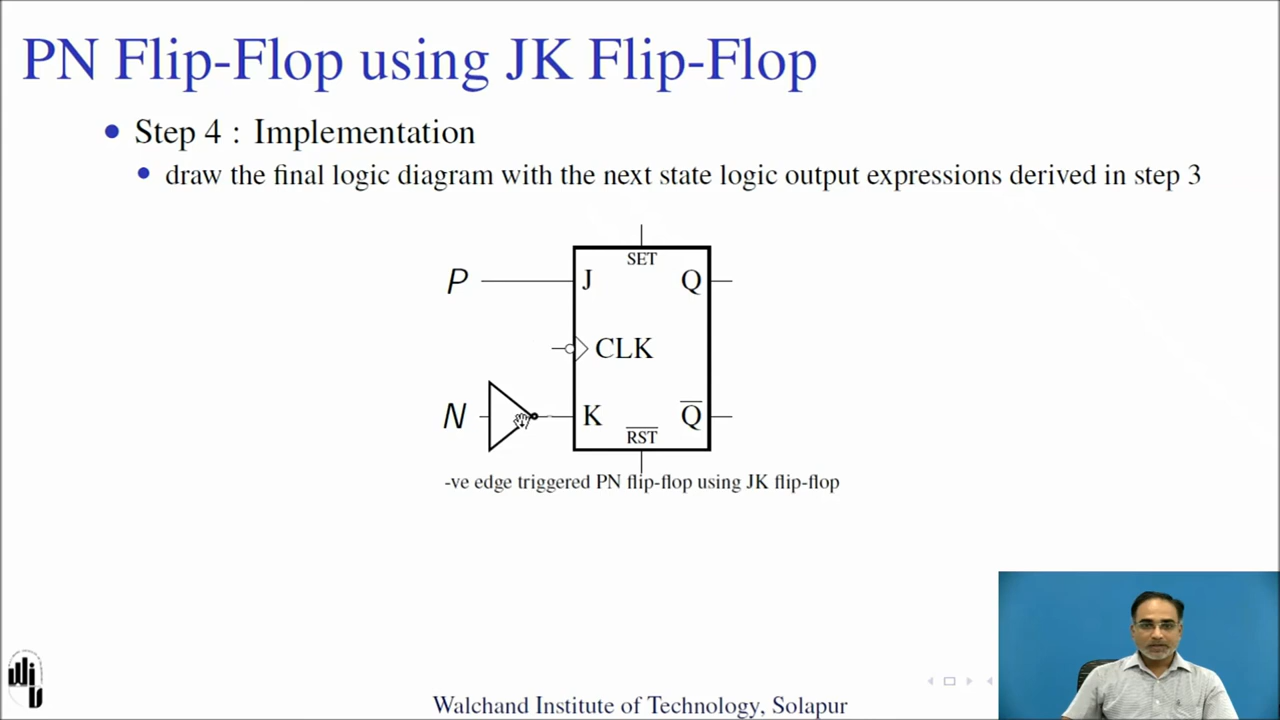 PN Flip-Flop using JK Flip-Flop
Step 4 : Implementation
draw the final logic diagram with the next state logic output expressions derived in step 3
SET
P J Q
CLK
N K Q̅
R̅S̅T̅
-ve edge triggered PN flip-flop using JK flip-flop
Walchand Institute of Technology, Solapur